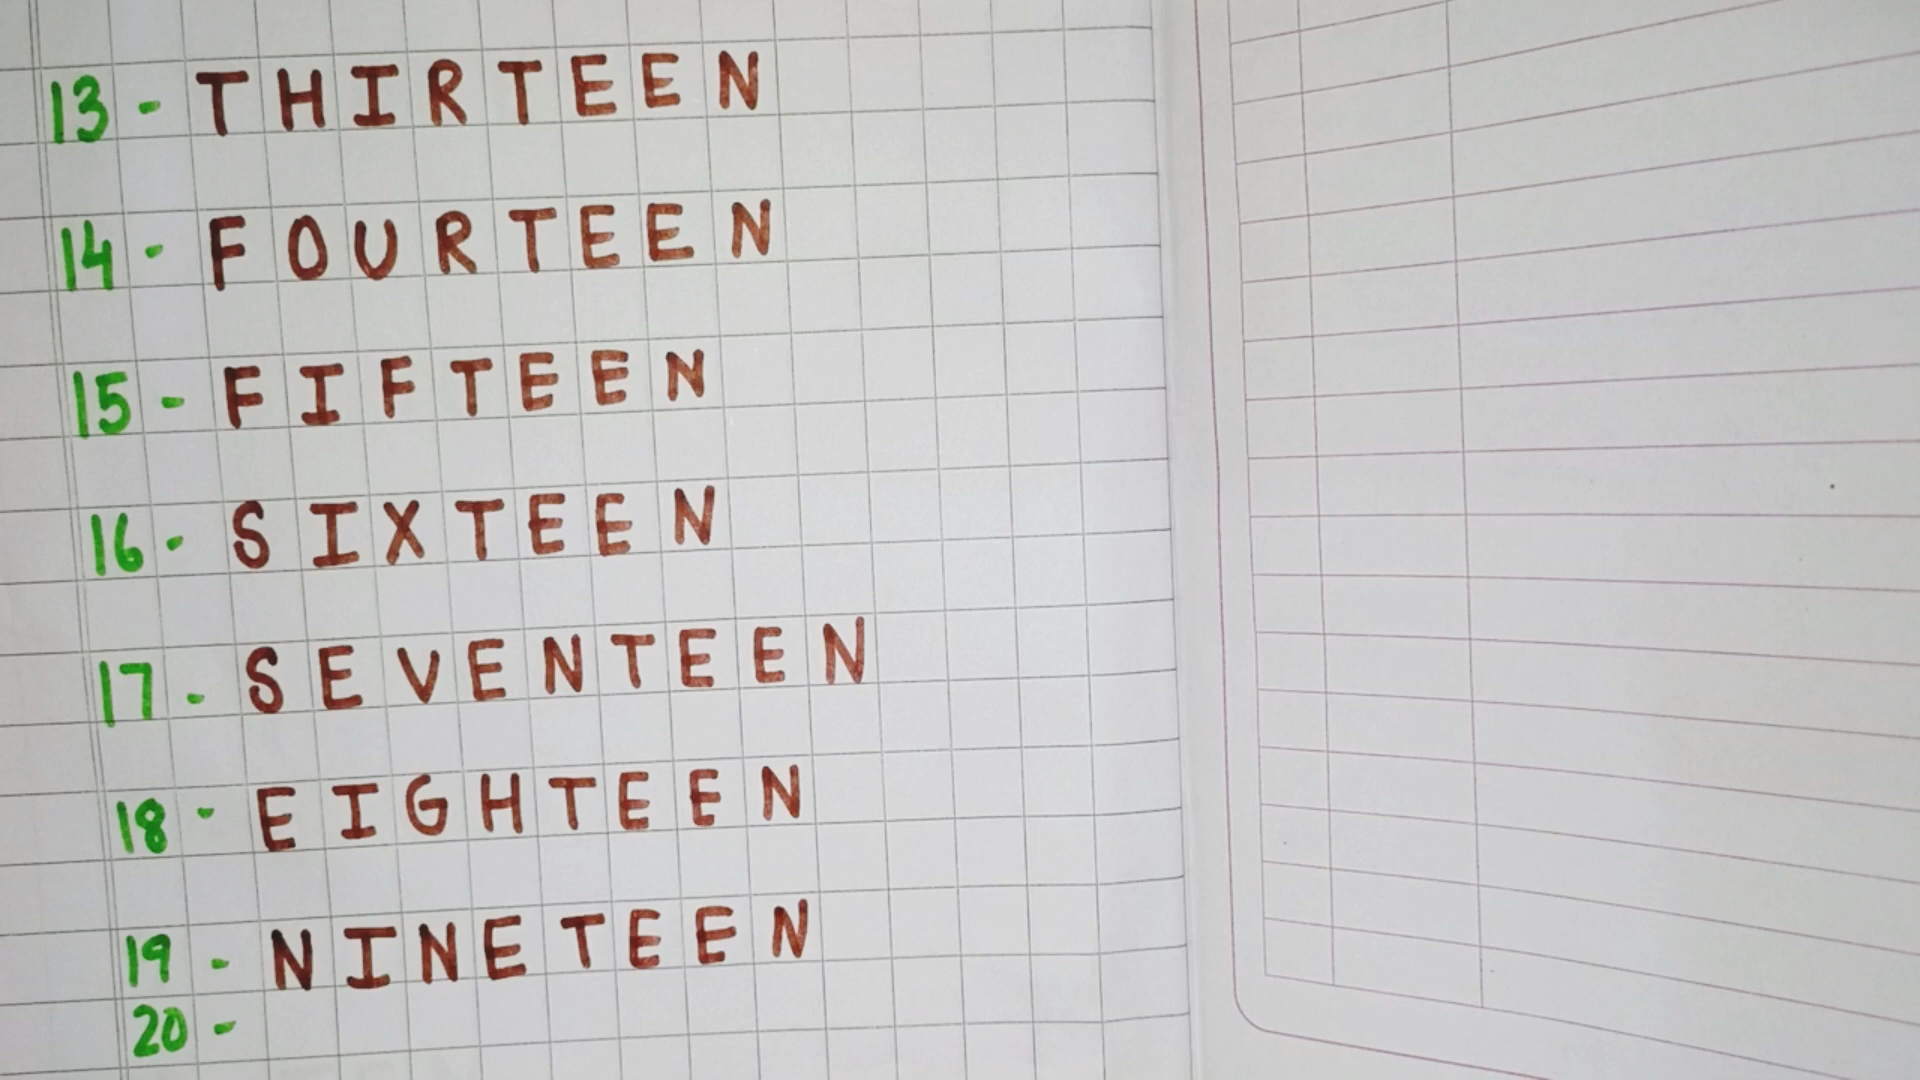 13 - THIRTEEN
14 - FOURTEEN
15 - FIFTEEN
16 - SIXTEEN
17 - SEVENTEEN
18 - EIGHTEEN
19 - NINETEEN
20 -